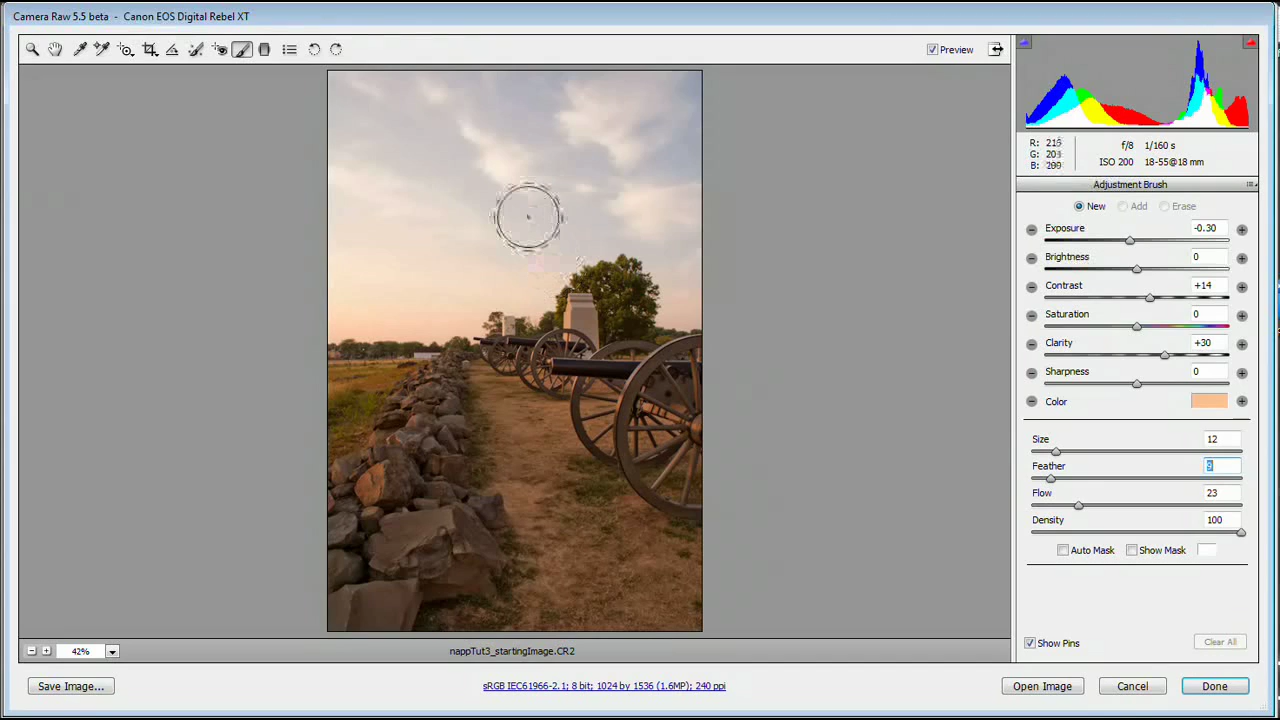 Camera Raw 5.5 beta - Canon EOS Digital Rebel XT
Preview
R: 215
G:
B: 200
f/8 1/160 s
ISO 200 18-55@18 mm
Adjustment Brush
New Add Erase
Exposure -0.30
Brightness 0
Contrast +14
Saturation 0
Clarity +30
Sharpness 0
Color
Size 12
Feather 9
Flow 23
Density 100
Auto Mask Show Mask
Show Pins Clear All
42% nappTut3_startingImage.CR2
Save Image... sRGB IEC61966-2.1; 8 bit; 1024 by 1536 (1.6MP); 240 ppi Open Image Cancel Done